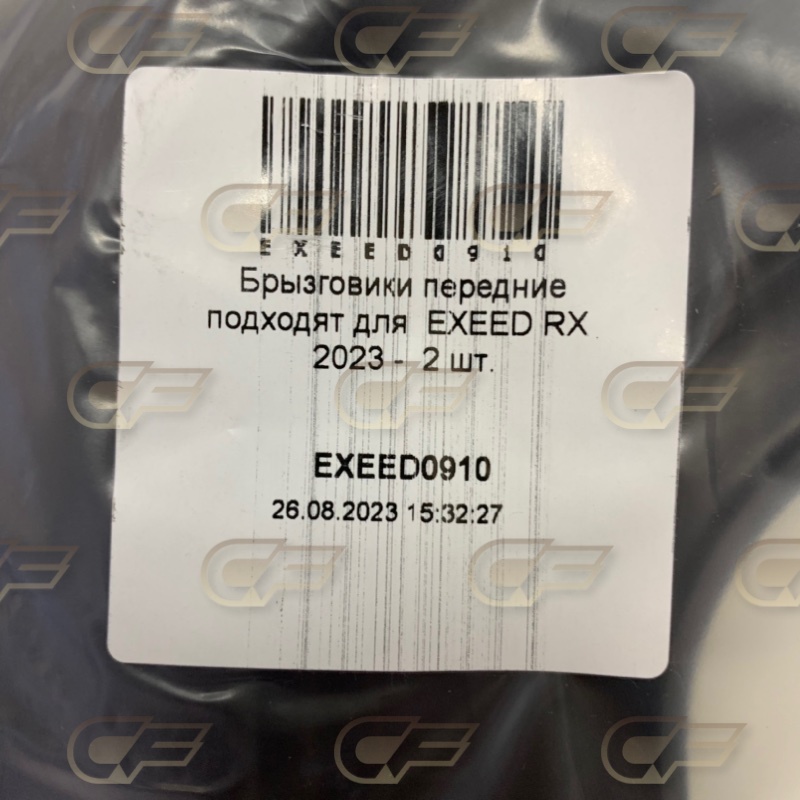 EXEED0910
Брызговики передние
подходят для EXEED RX
2023 - 2 шт.
EXEED0910
26.08.2023 15:32:27